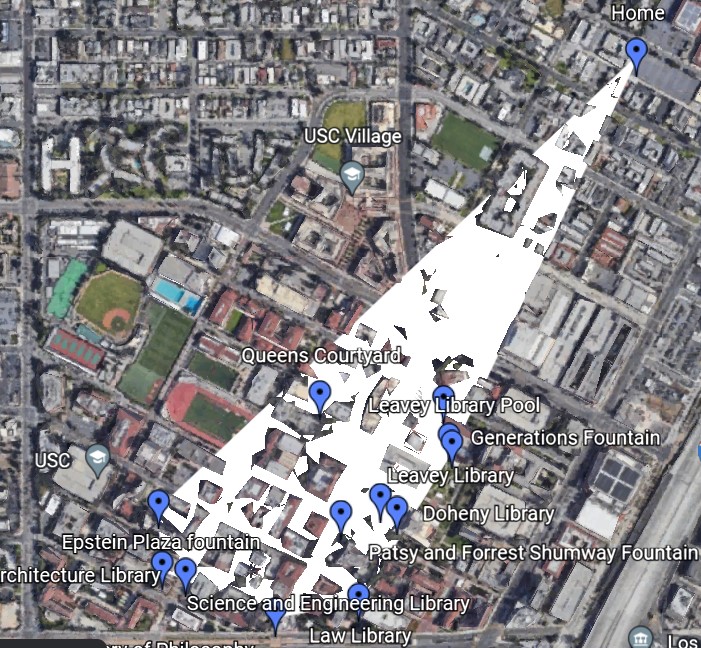 Home
USC Village
Queens Courtyard
Leavey Library Pool
Generations Fountain
USC
Leavey Library
Doheny Library
Epstein Plaza fountain
Patsy and Forrest Shumway Fountain
rchitecture Library
Science and Engineering Library
Law Library
ry of Philosophy
Los